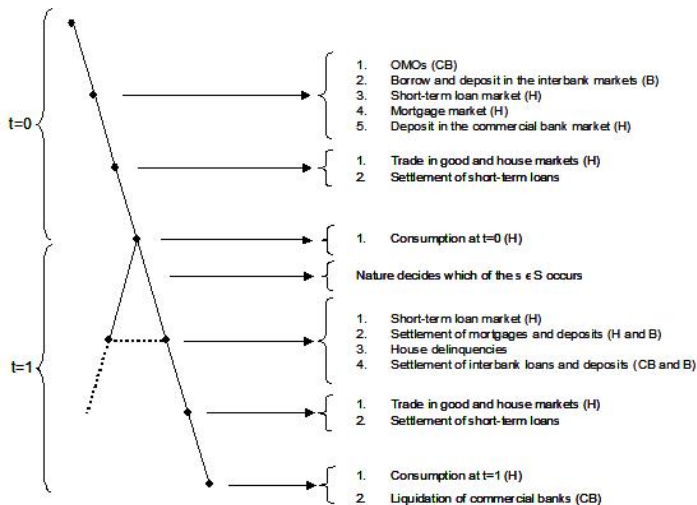 t=0
1. OMOs (CB)
2. Borrow and deposit in the interbank markets (B)
3. Short-term loan market (H)
4. Mortgage market (H)
5. Deposit in the commercial bank market (H)
1. Trade in good and house markets (H)
2. Settlement of short-term loans
1. Consumption at t=0 (H)
Nature decides which of the s ϵ S occurs
t=1
1. Short-term loan market (H)
2. Settlement of mortgages and deposits (H and B)
3. House delinquencies
4. Settlement of interbank loans and deposits (CB and B)
1. Trade in good and house markets (H)
2. Settlement of short-term loans
1. Consumption at t=1 (H)
2. Liquidation of commercial banks (CB)